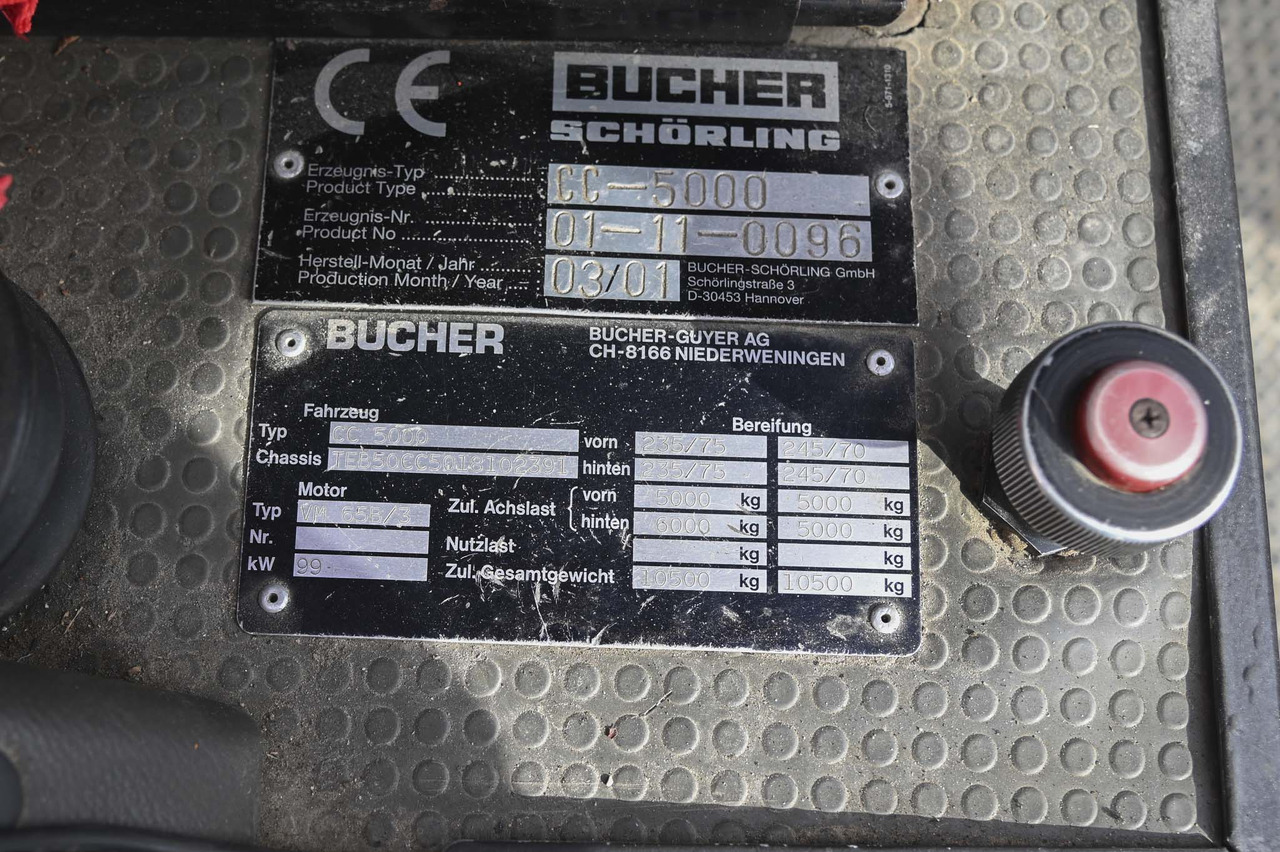 CE
BUCHER
SCHÖRLING
5-371-1310
Erzeugnis-Typ
Product Type CC-5000
Erzeugnis-Nr.
Product No 01-11-0096
Herstell-Monat / Jahr
Production Month / Year 03/01
BUCHER-SCHÖRLING GmbH
Schörlingstraße 3
D-30453 Hannover
BUCHER
BUCHER-GUYER AG
CH-8166 NIEDERWENINGEN
Fahrzeug
Typ CC 5000
Chassis
Motor
Typ VM 65B/3
Nr.
kW 99
Bereifung
vorn 235/75 245/70
hinten 235/75 245/70
Zul. Achslast
vorn 5000 kg 5000 kg
hinten 6000 kg 5000 kg
Nutzlast kg kg
Zul. Gesamtgewicht 10500 kg 10500 kg